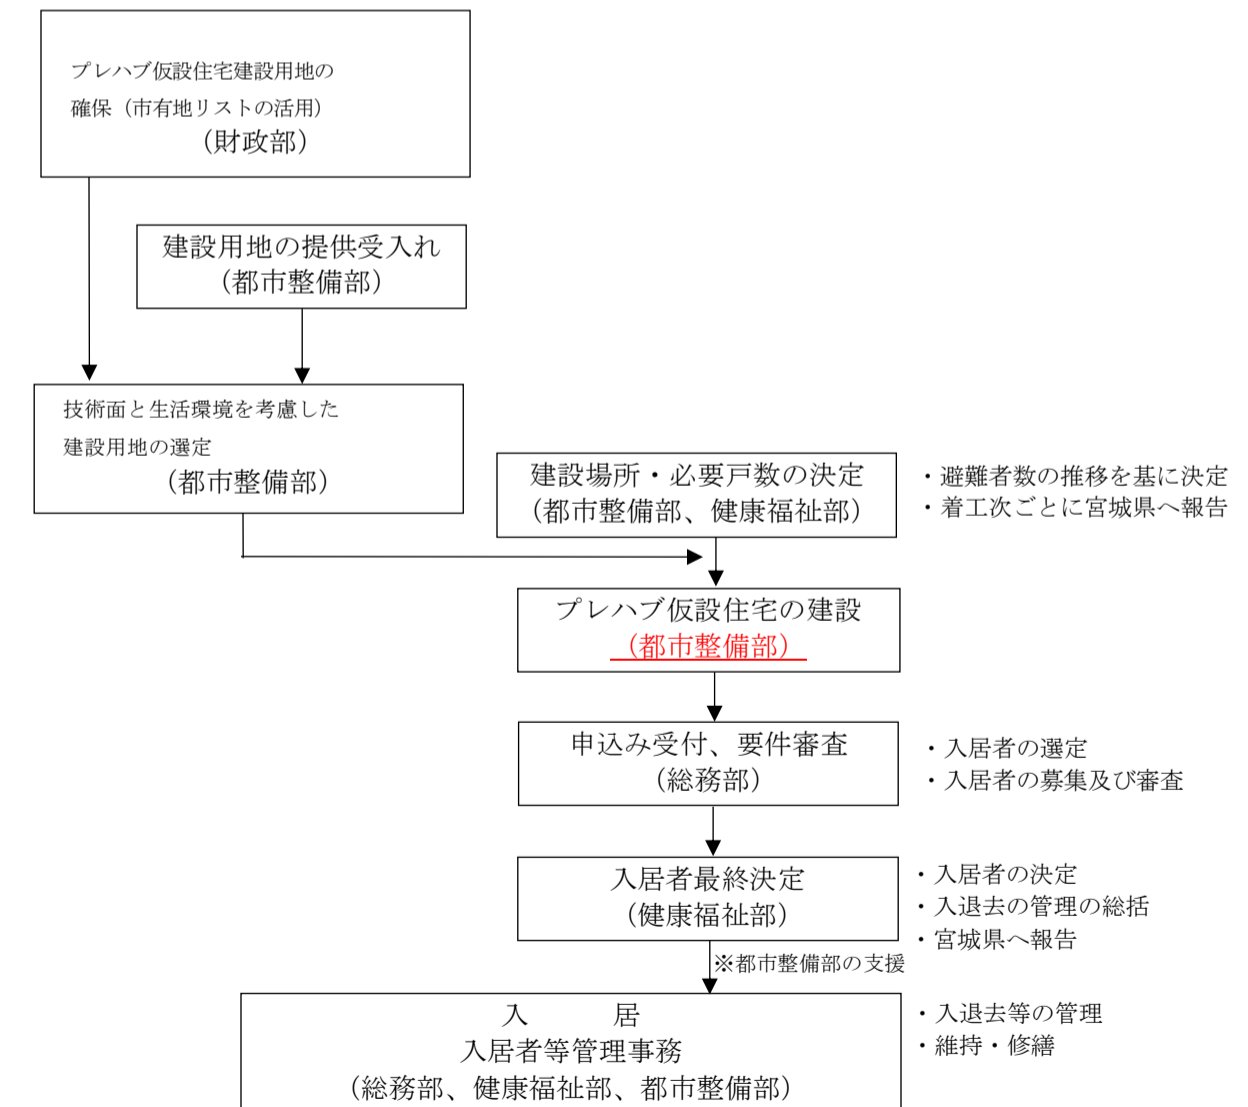 プレハブ仮設住宅建設用地の
確保（市有地リストの活用）
（財政部）
建設用地の提供受入れ
（都市整備部）
技術面と生活環境を考慮した
建設用地の選定
（都市整備部）
建設場所・必要戸数の決定
（都市整備部、健康福祉部）
・避難者数の推移を基に決定
・着工次ごとに宮城県へ報告
プレハブ仮設住宅の建設
（都市整備部）
申込み受付、要件審査
（総務部）
・入居者の選定
・入居者の募集及び審査
入居者最終決定
（健康福祉部）
・入居者の決定
・入退去の管理の総括
・宮城県へ報告
※都市整備部の支援
入　　　居
入居者等管理事務
（総務部、健康福祉部、都市整備部）
・入退去等の管理
・維持・修繕